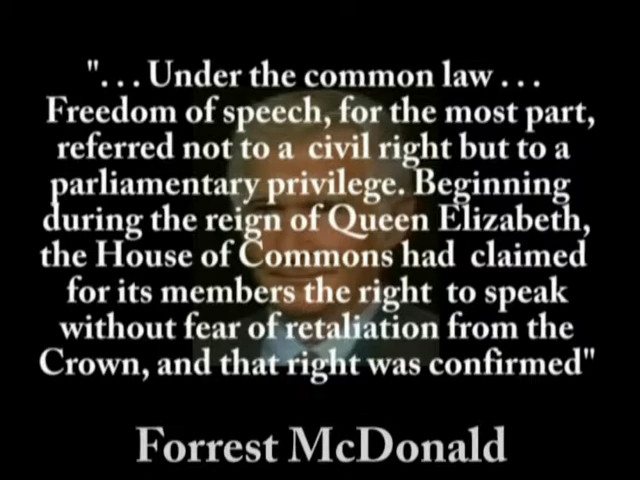 ". . . Under the common law . . .
Freedom of speech, for the most part,
referred not to a civil right but to a
parliamentary privilege. Beginning
during the reign of Queen Elizabeth,
the House of Commons had claimed
for its members the right to speak
without fear of retaliation from the
Crown, and that right was confirmed"
Forrest McDonald